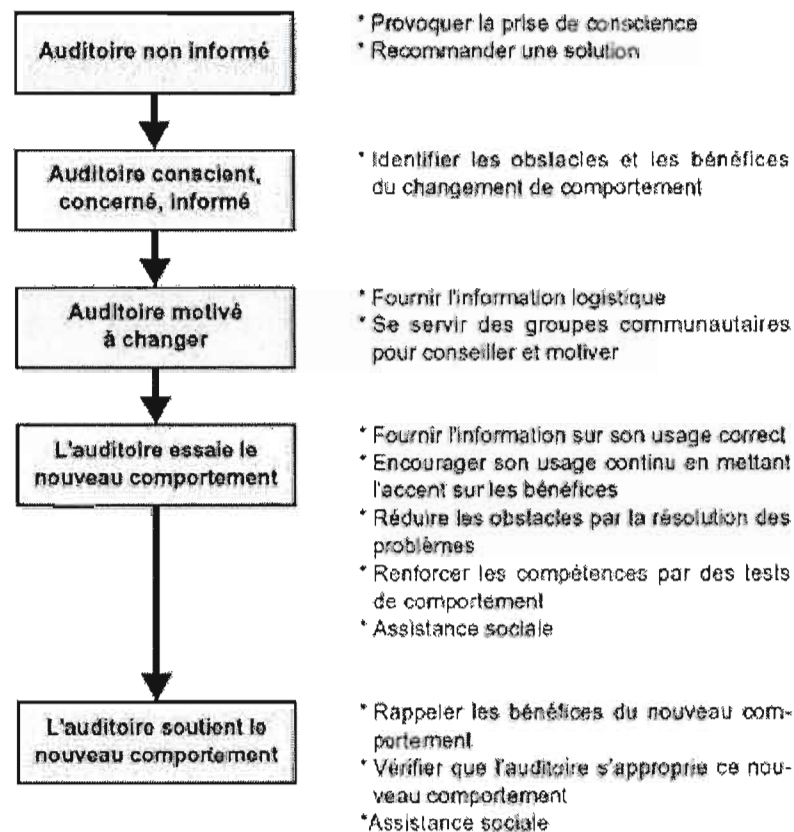 Auditoire non informé
* Provoquer la prise de conscience
* Recommander une solution
Auditoire conscient,
concerné, informé
* Identifier les obstacles et les bénéfices
du changement de comportement
Auditoire motivé
à changer
* Fournir l'information logistique
* Se servir des groupes communautaires
pour conseiller et motiver
L'auditoire essaie le
nouveau comportement
* Fournir l'information sur son usage correct
* Encourager son usage continu en mettant
l'accent sur les bénéfices
* Réduire les obstacles par la résolution des
problèmes
* Renforcer les compétences par des tests
de comportement
* Assistance sociale
L'auditoire soutient le
nouveau comportement
* Rappeler les bénéfices du nouveau com-
portement
* Vérifier que l'auditoire s'approprie ce nou-
veau comportement
*Assistance sociale